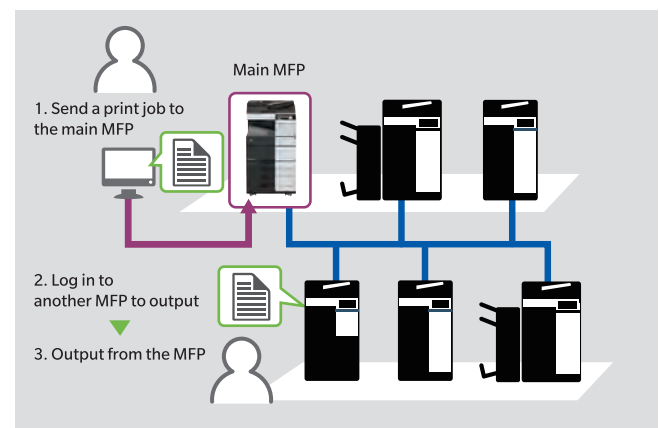 Main MFP
1. Send a print job to
the main MFP
2. Log in to
another MFP to output
3. Output from the MFP